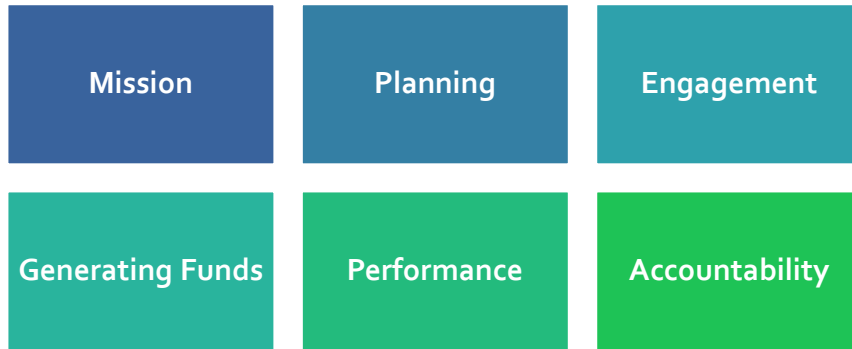 Mission
Planning
Engagement
Generating Funds
Performance
Accountability